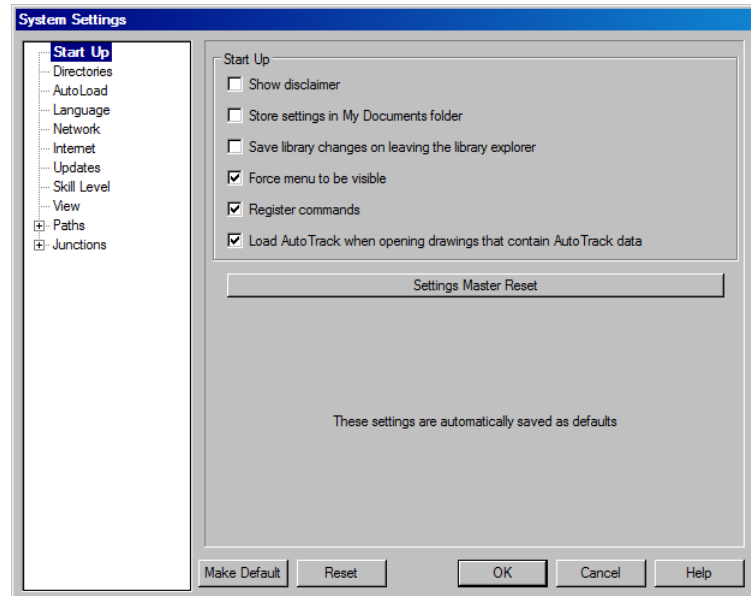 System Settings
Start Up
Directories
AutoLoad
Language
Network
Internet
Updates
Skill Level
View
Paths
Junctions
Start Up
Show disclaimer
Store settings in My Documents folder
Save library changes on leaving the library explorer
Force menu to be visible
Register commands
Load AutoTrack when opening drawings that contain AutoTrack data
Settings Master Reset
These settings are automatically saved as defaults
Make Default Reset OK Cancel Help